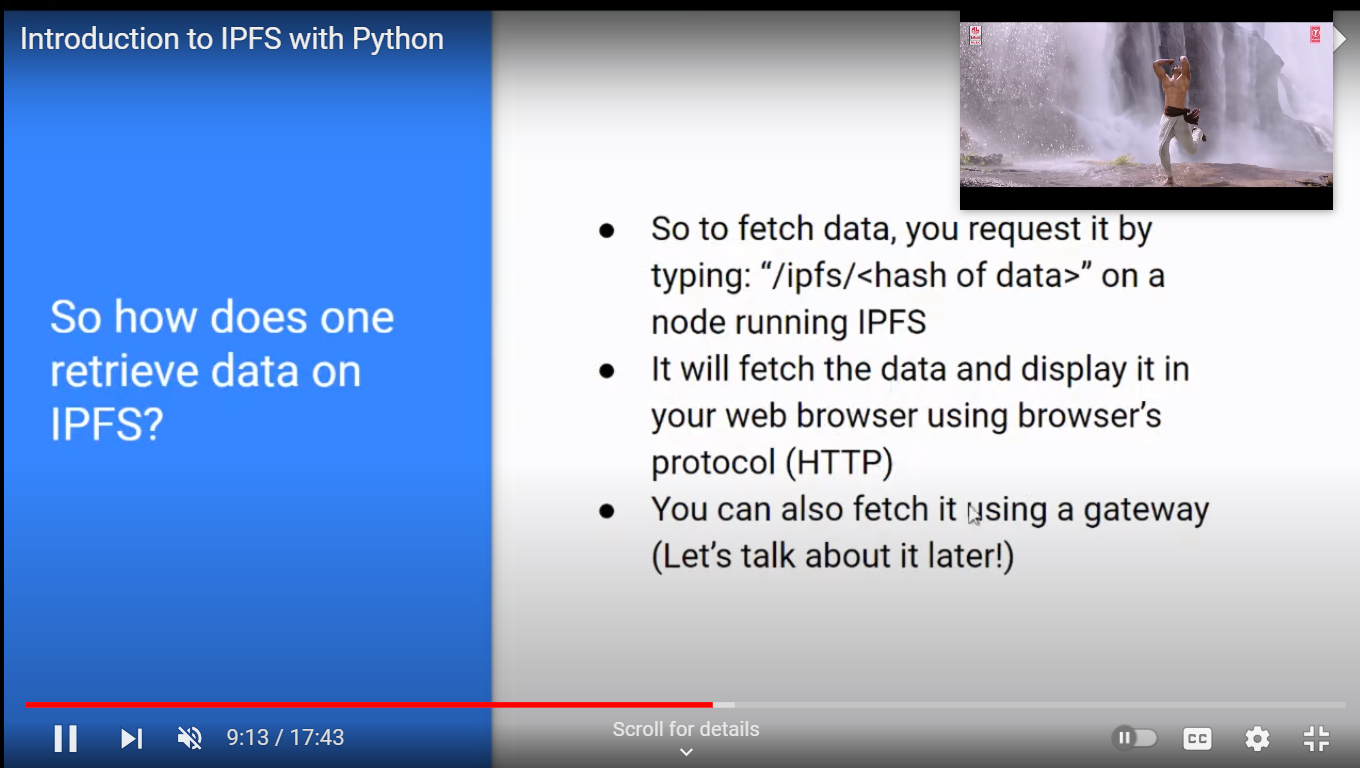 Introduction to IPFS with Python
So how does one
retrieve data on
IPFS?
● So to fetch data, you request it by
typing: “/ipfs/<hash of data>” on a
node running IPFS
● It will fetch the data and display it in
your web browser using browser’s
protocol (HTTP)
● You can also fetch it using a gateway
(Let’s talk about it later!)
9:13 / 17:43
Scroll for details
CC